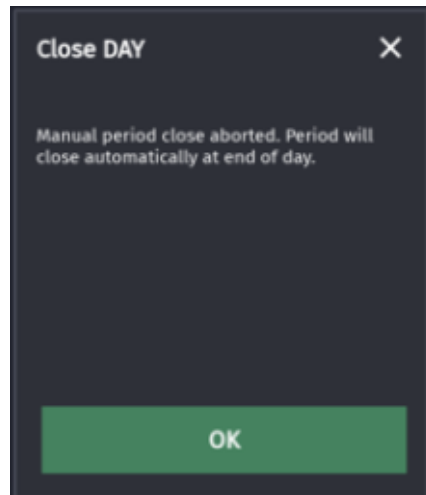 Close DAY
Manual period close aborted. Period will
close automatically at end of day.
OK